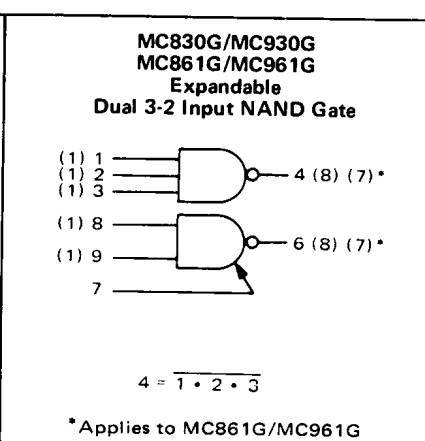 MC830G/MC930G
MC861G/MC961G
Expandable
Dual 3-2 Input NAND Gate
(1) 1
(1) 2
(1) 3
4 (8) (7)*
(1) 8
(1) 9
6 (8) (7)*
7
4 = 1 • 2 • 3
*Applies to MC861G/MC961G